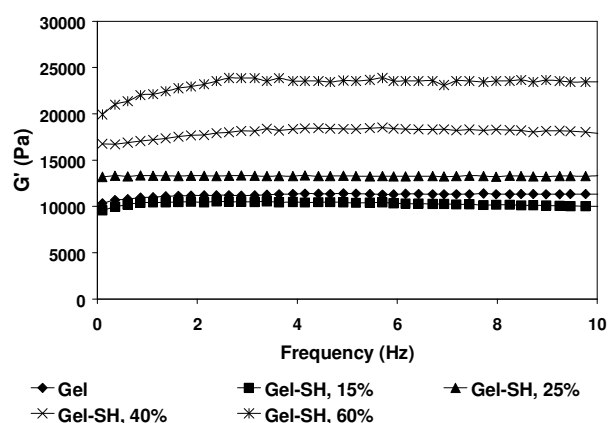 30000
25000
20000
15000
10000
5000
0
G' (Pa)
0 2 4 6 8 10
Frequency (Hz)
Gel Gel-SH, 15% Gel-SH, 25%
Gel-SH, 40% Gel-SH, 60%